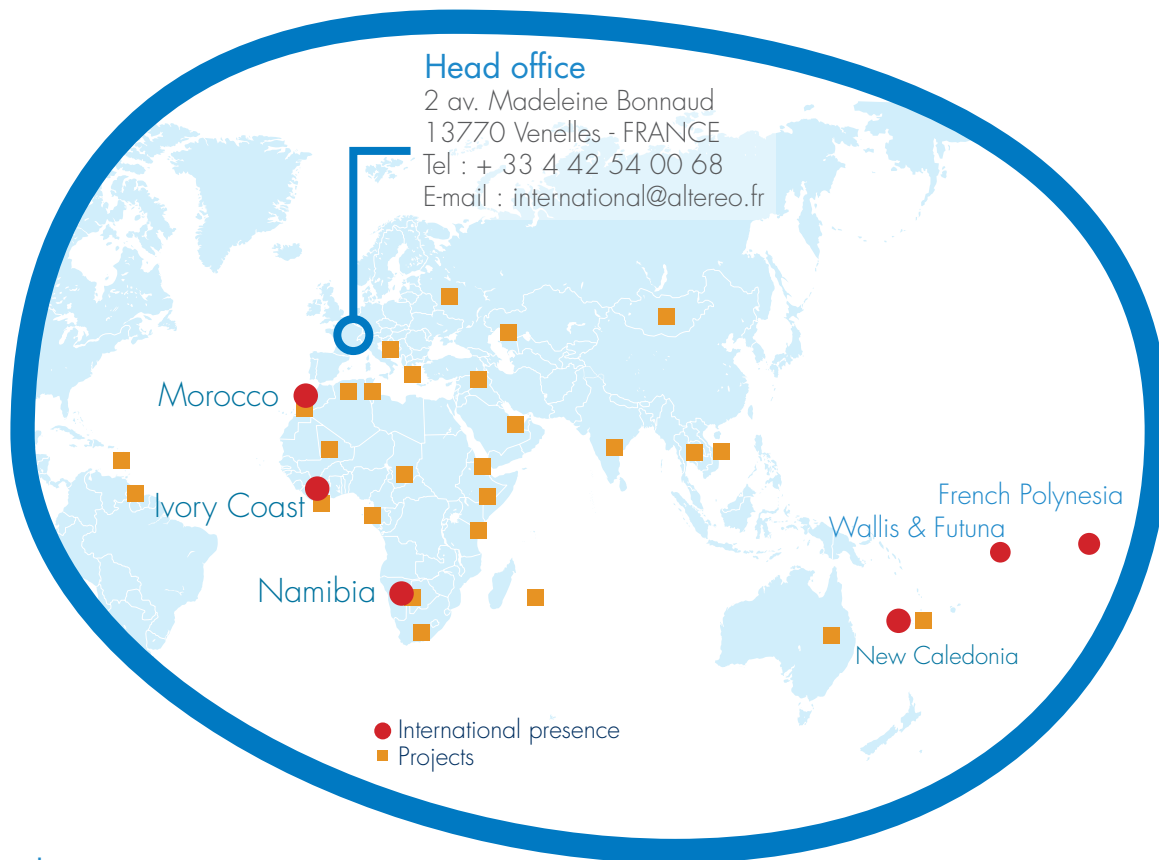 Head office
2 av. Madeleine Bonnaud
13770 Venelles - FRANCE
Tel : + 33 4 42 54 00 68
E-mail : international@altereo.fr
Morocco
Ivory Coast
Namibia
French Polynesia
Wallis & Futuna
New Caledonia
International presence
Projects